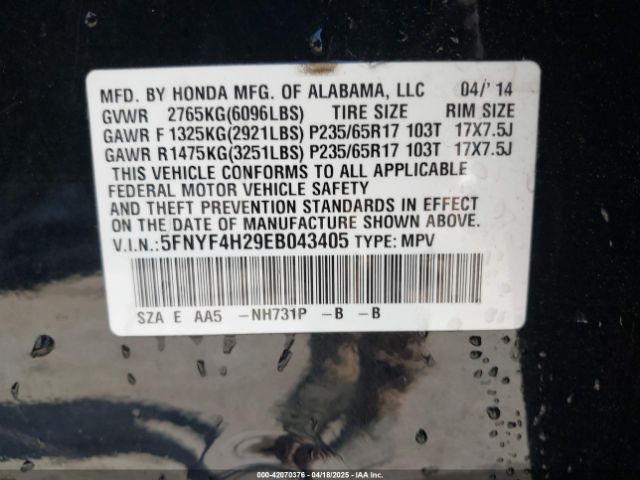 MFD. BY HONDA MFG. OF ALABAMA, LLC 04/'14
GVWR 2765KG(6096LBS) TIRE SIZE RIM SIZE
GAWR F 1325KG(2921LBS) P235/65R17 103T 17X7.5J
GAWR R 1475KG(3251LBS) P235/65R17 103T 17X7.5J
THIS VEHICLE CONFORMS TO ALL APPLICABLE
FEDERAL MOTOR VEHICLE SAFETY
AND THEFT PREVENTION STANDARDS IN EFFECT
ON THE DATE OF MANUFACTURE SHOWN ABOVE.
V.I.N.:5FNYF4H29EB043405 TYPE: MPV
SZA E AA5 -NH731P -B -B
000-42070376 - 04/18/2025 - IAAI.COM